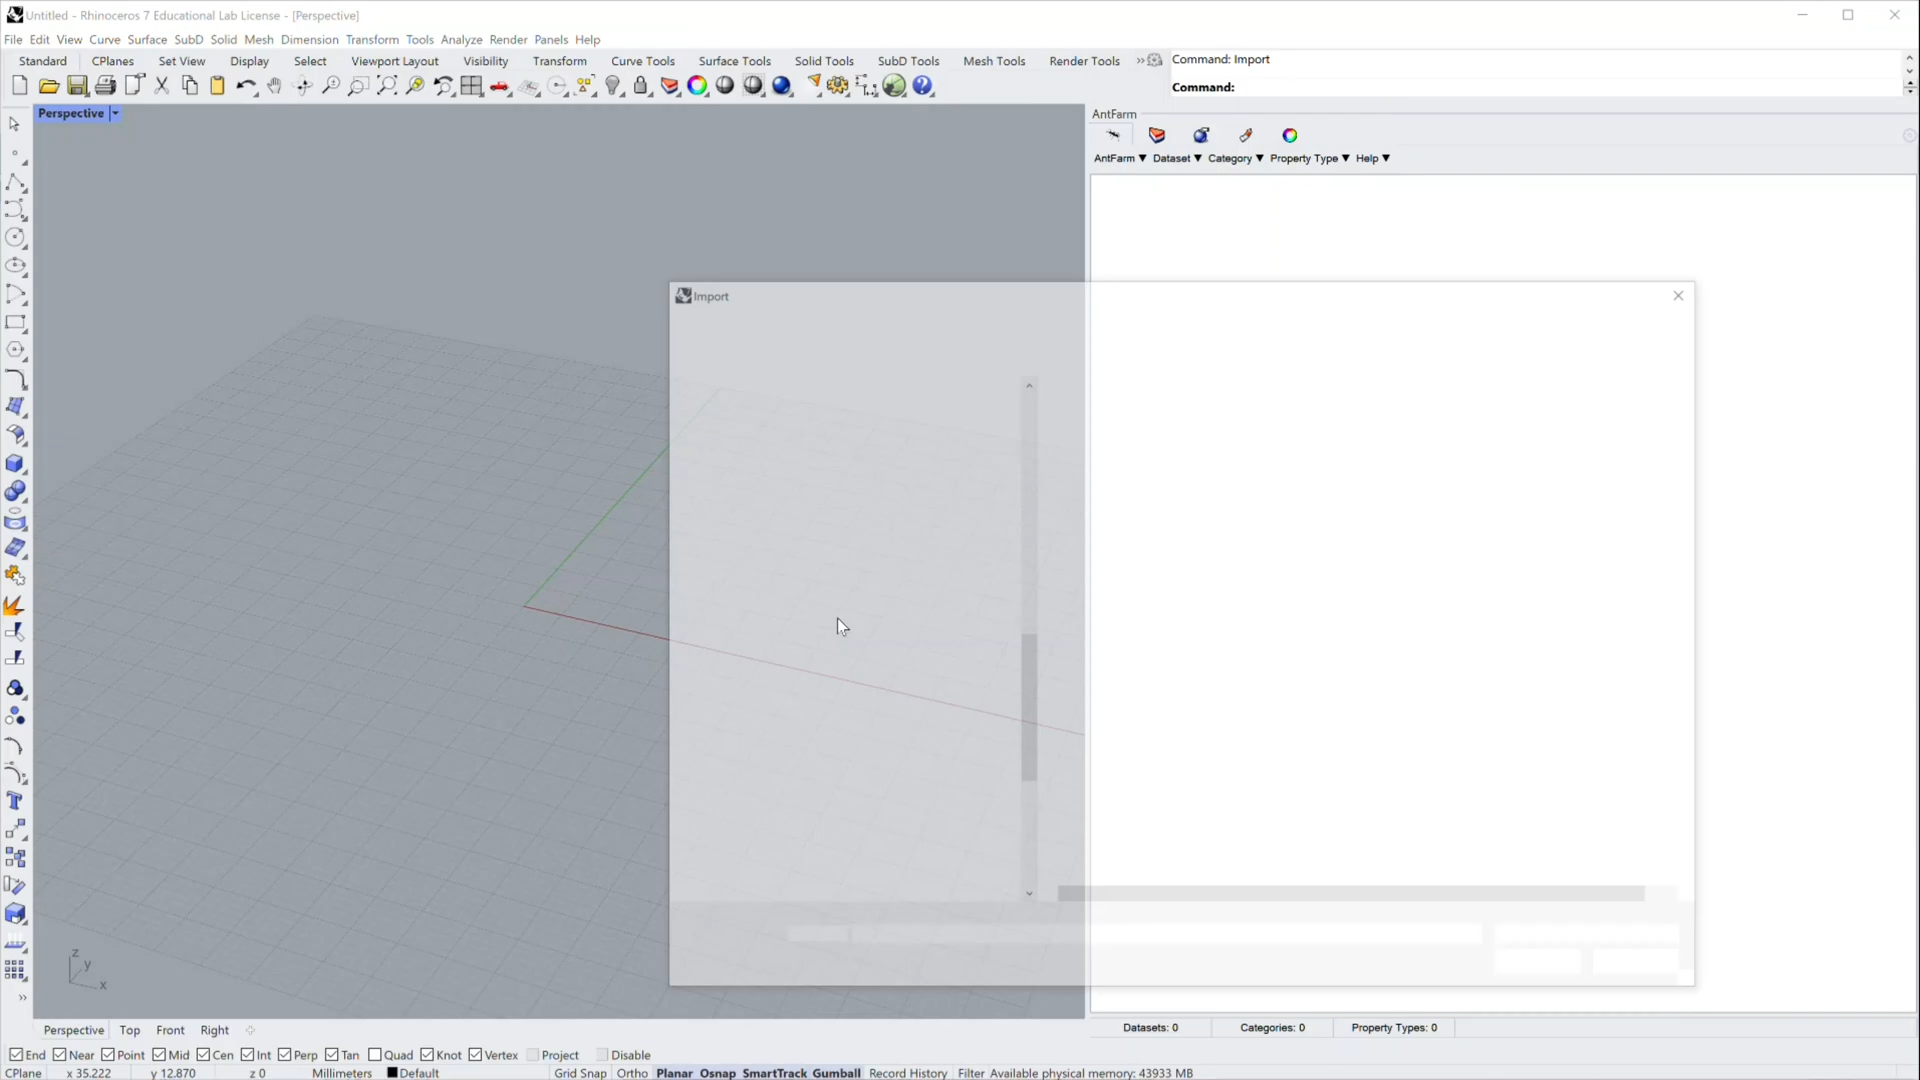 Untitled - Rhinoceros 7 Educational Lab License - [Perspective]
File Edit View Curve Surface SubD Solid Mesh Dimension Transform Tools Analyze Render Panels Help
Standard CPlanes Set View Display Select Viewport Layout Visibility Transform Curve Tools Surface Tools Solid Tools SubD Tools Mesh Tools Render Tools »
Command: Import
Command:
Perspective
AntFarm
AntFarm ▼ Dataset ▼ Category ▼ Property Type ▼ Help ▼
Import
z
y
x
Perspective Top Front Right
Datasets: 0 Categories: 0 Property Types: 0
End Near Point Mid Cen Int Perp Tan Quad Knot Vertex Project Disable
CPlane x 35.222 y 12.870 z 0 Millimeters Default Grid Snap Ortho Planar Osnap SmartTrack Gumball Record History Filter Available physical memory: 43933 MB